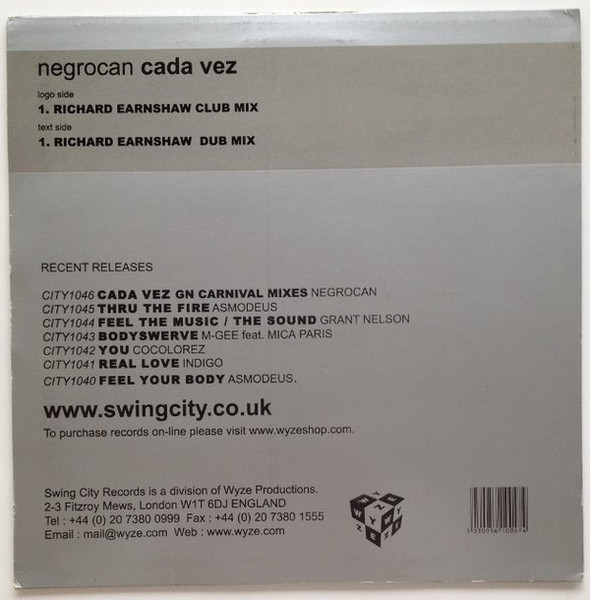 negrocan cada vez
logo side
1. RICHARD EARNSHAW CLUB MIX
text side
1. RICHARD EARNSHAW DUB MIX
RECENT RELEASES
CITY1046 CADA VEZ GN CARNIVAL MIXES NEGROCAN
CITY1045 THRU THE FIRE ASMODEUS
CITY1044 FEEL THE MUSIC / THE SOUND GRANT NELSON
CITY1043 BODYSWERVE M-GEE feat. MICA PARIS
CITY1042 YOU COCOLOREZ
CITY1041 REAL LOVE INDIGO
CITY1040 FEEL YOUR BODY ASMODEUS.
www.swingcity.co.uk
To purchase records on-line please visit www.wyzeshop.com.
Swing City Records is a division of Wyze Productions.
2-3 Fitzroy Mews, London W1T 6DJ ENGLAND
Tel : +44 (0) 20 7380 0999 Fax : +44 (0) 20 7380 1555
Email : mail@wyze.com Web : www.wyze.com
WYZE